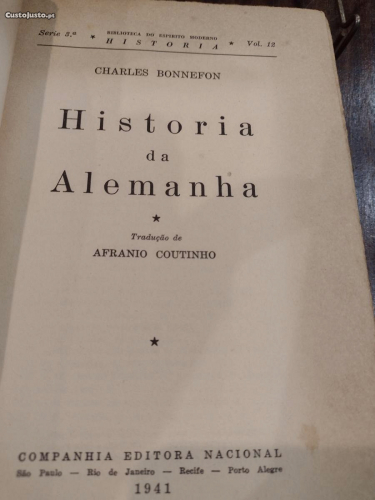 CustoJusto.pt
BIBLIOTECA DO ESPIRITO MODERNO
Serie 3.ª * HISTORIA * Vol. 12
CHARLES BONNEFON
Historia
da
Alemanha
*
Tradução de
AFRANIO COUTINHO
*
COMPANHIA EDITORA NACIONAL
São Paulo — Rio de Janeiro — Recife — Porto Alegre
1941